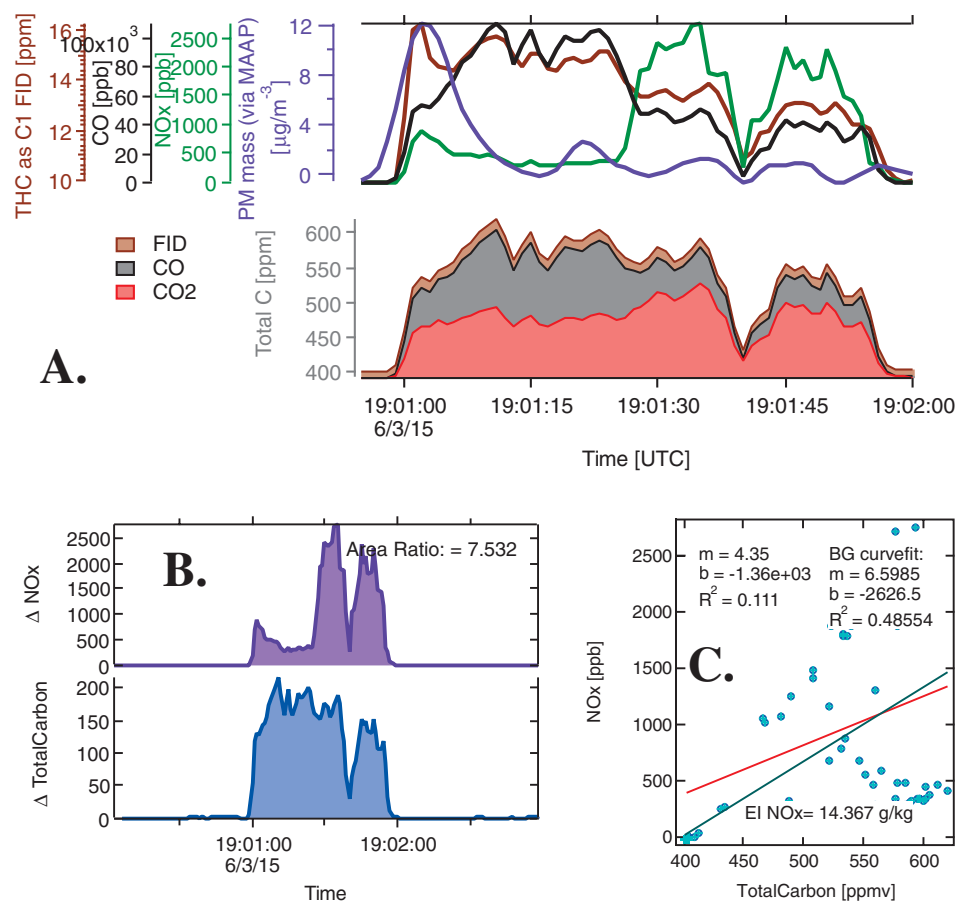 THC as C1 FID [ppm]
16
14
12
10
CO [ppb]
100x10³
80
60
40
20
0
NOx [ppb]
2500
2000
1500
1000
500
0
PM mass (via MAAP)
[µg/m⁻³]
12
8
4
0
FID
CO
CO2
Total C [ppm]
600
550
500
450
400
A.
19:01:00 19:01:15 19:01:30 19:01:45 19:02:00
6/3/15
Time [UTC]
B.
Area Ratio: = 7.532
Δ NOx
2500
2000
1500
1000
500
0
Δ TotalCarbon
200
150
100
50
0
19:01:00 19:02:00
6/3/15
Time
C.
m = 4.35
b = -1.36e+03
R² = 0.111
BG curvefit:
m = 6.5985
b = -2626.5
R² = 0.48554
NOx [ppb]
2500
2000
1500
1000
500
0
EI NOx= 14.367 g/kg
400 450 500 550 600
TotalCarbon [ppmv]